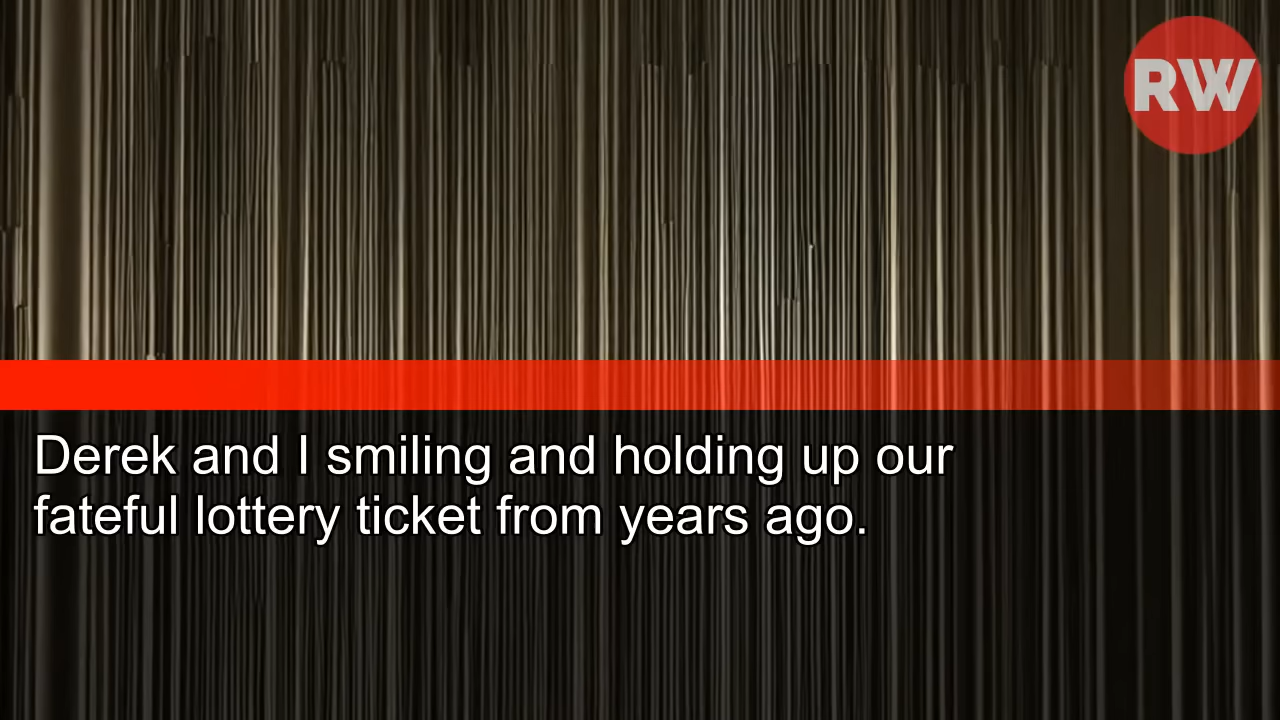 RW
Derek and I smiling and holding up our
fateful lottery ticket from years ago.